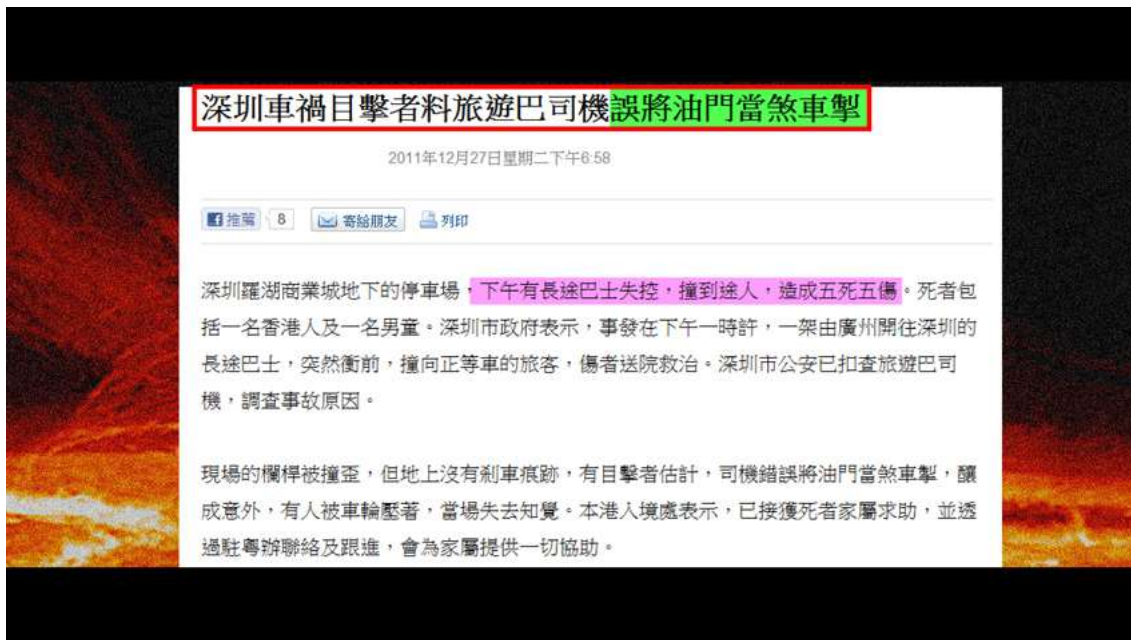 深圳車禍目擊者料旅遊巴司機誤將油門當煞車掣
2011年12月27日星期二下午6:58
推薦 8 寄給朋友 列印
深圳羅湖商業城地下的停車場，下午有長途巴士失控，撞到途人，造成五死五傷。死者包
括一名香港人及一名男童。深圳市政府表示，事發在下午一時許，一架由廣州開往深圳的
長途巴士，突然衝前，撞向正等車的旅客，傷者送院救治。深圳市公安已扣查旅遊巴司
機，調查事故原因。
現場的欄桿被撞歪，但地上沒有剎車痕跡，有目擊者估計，司機錯誤將油門當煞車掣，釀
成意外，有人被車輪壓著，當場失去知覺。本港入境處表示，已接獲死者家屬求助，並透
過駐粵辦聯絡及跟進，會為家屬提供一切協助。